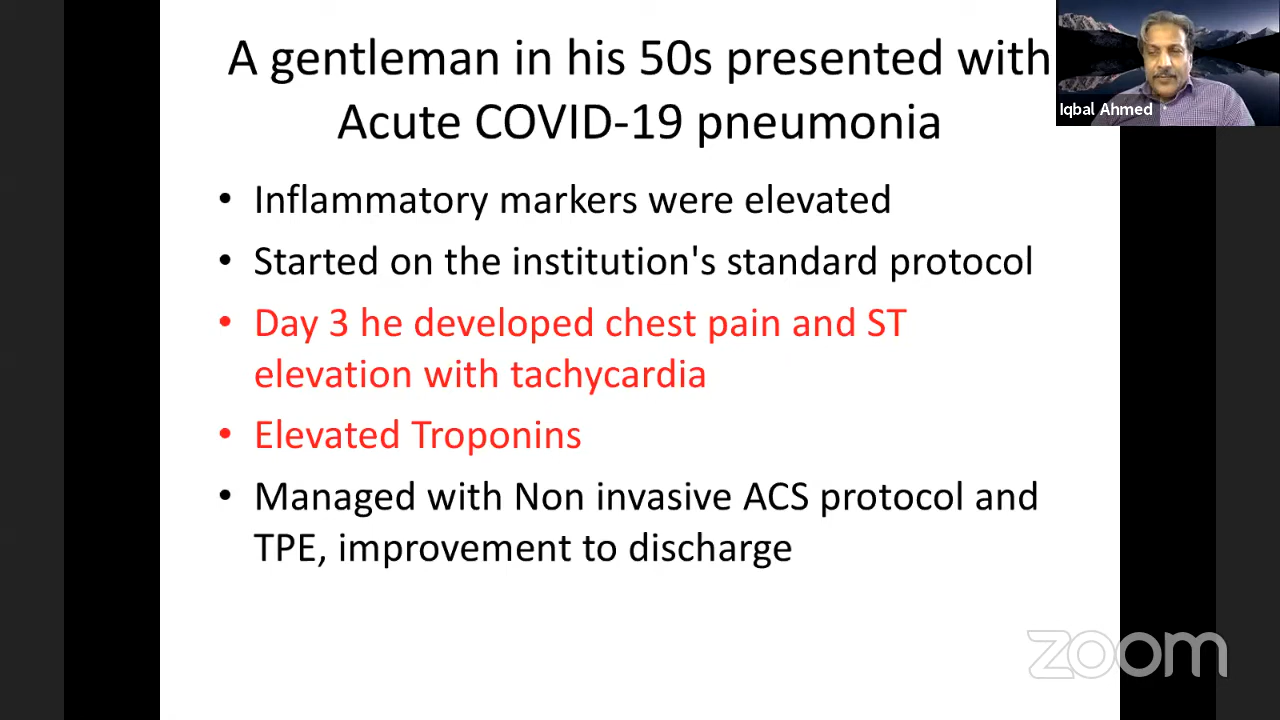 A gentleman in his 50s presented with
Acute COVID-19 pneumonia
Iqbal Ahmed
• Inflammatory markers were elevated
• Started on the institution's standard protocol
• Day 3 he developed chest pain and ST
elevation with tachycardia
• Elevated Troponins
• Managed with Non invasive ACS protocol and
TPE, improvement to discharge
zoom